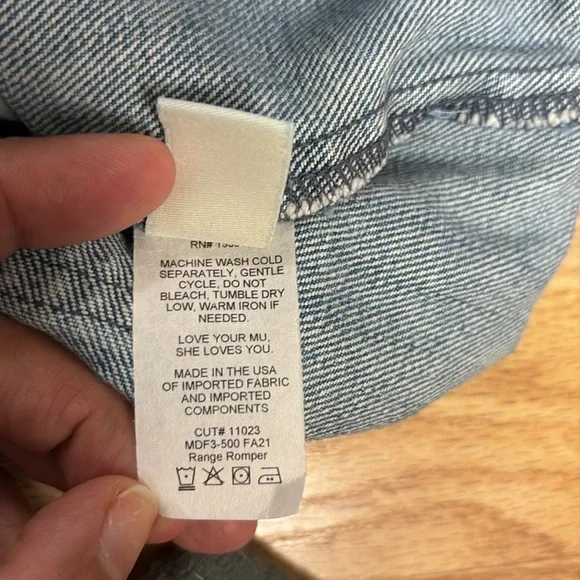 RN#
MACHINE WASH COLD
SEPARATELY, GENTLE
CYCLE, DO NOT
BLEACH, TUMBLE DRY
LOW, WARM IRON IF
NEEDED.
LOVE YOUR MU,
SHE LOVES YOU.
MADE IN THE USA
OF IMPORTED FABRIC
AND IMPORTED
COMPONENTS
CUT# 11023
MDF3-500 FA21
Range Romper